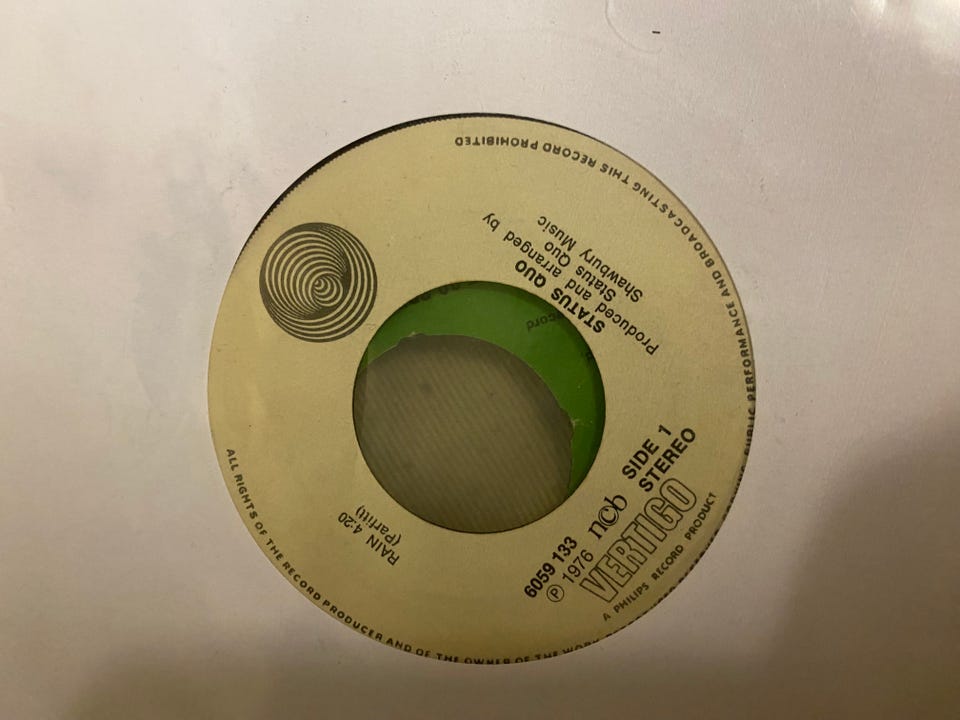 RAIN 4:20
(Parfitt)
STATUS QUO
Produced and arranged by
Status Quo
Shawbury Music
SIDE 1
STEREO
6059 133
ⓟ 1976
ncb
VERTIGO
A PHILIPS RECORD PRODUCT
ALL RIGHTS OF THE RECORD PRODUCER AND OF THE OWNER OF THE WORK
PUBLIC PERFORMANCE AND BROADCASTING THIS RECORD PROHIBITED